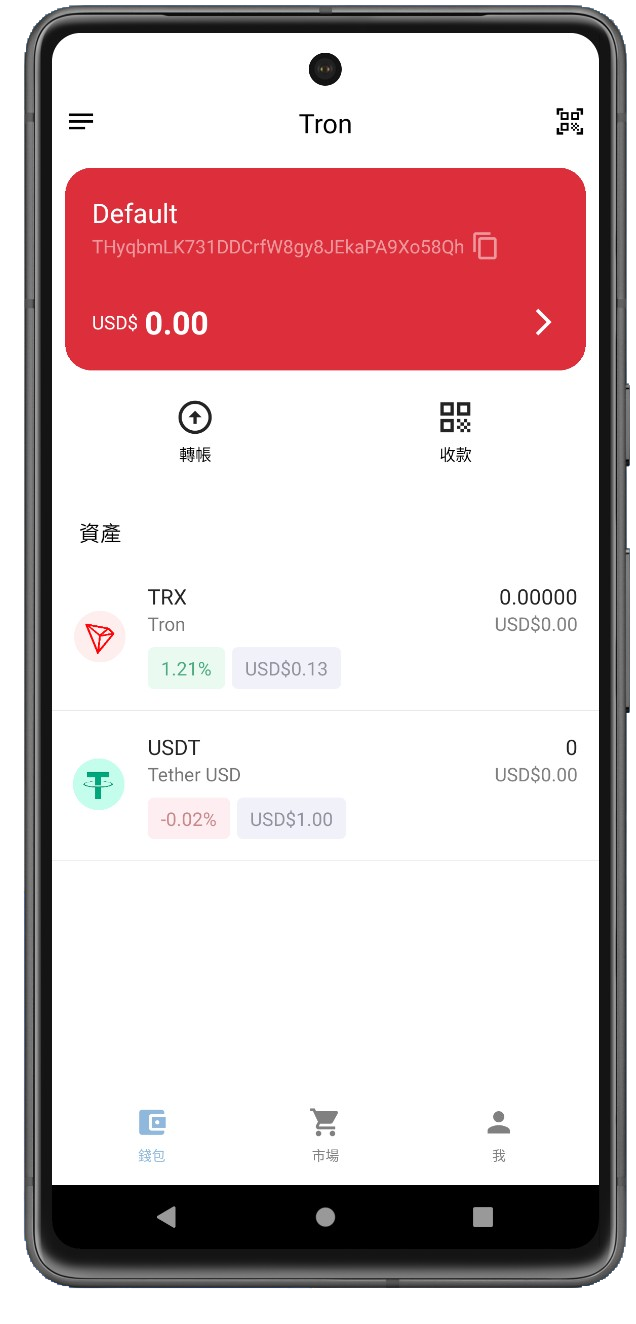 Tron
Default
THyqbmLK731DDCrfW8gy8JEkaPA9Xo58Qh
USD$ 0.00
轉帳 收款
資產
TRX 0.00000
Tron USD$0.00
1.21% USD$0.13
USDT 0
Tether USD USD$0.00
-0.02% USD$1.00
錢包 市場 我